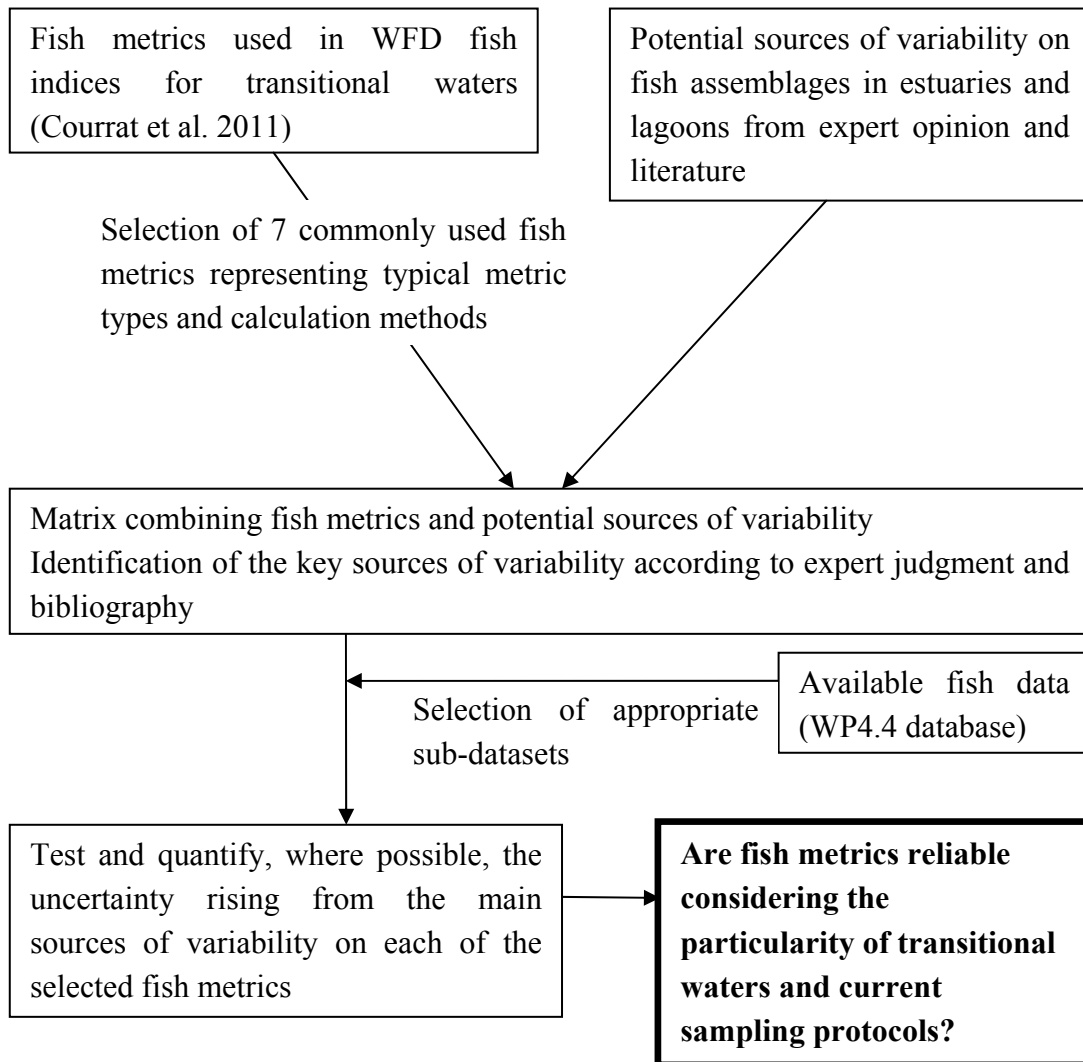 Fish metrics used in WFD fish
indices for transitional waters
(Courrat et al. 2011)
Potential sources of variability on
fish assemblages in estuaries and
lagoons from expert opinion and
literature
Selection of 7 commonly used fish
metrics representing typical metric
types and calculation methods
Matrix combining fish metrics and potential sources of variability
Identification of the key sources of variability according to expert judgment and
bibliography
Selection of appropriate
sub-datasets
Available fish data
(WP4.4 database)
Test and quantify, where possible, the
uncertainty rising from the main
sources of variability on each of the
selected fish metrics
Are fish metrics reliable
considering the
particularity of transitional
waters and current
sampling protocols?